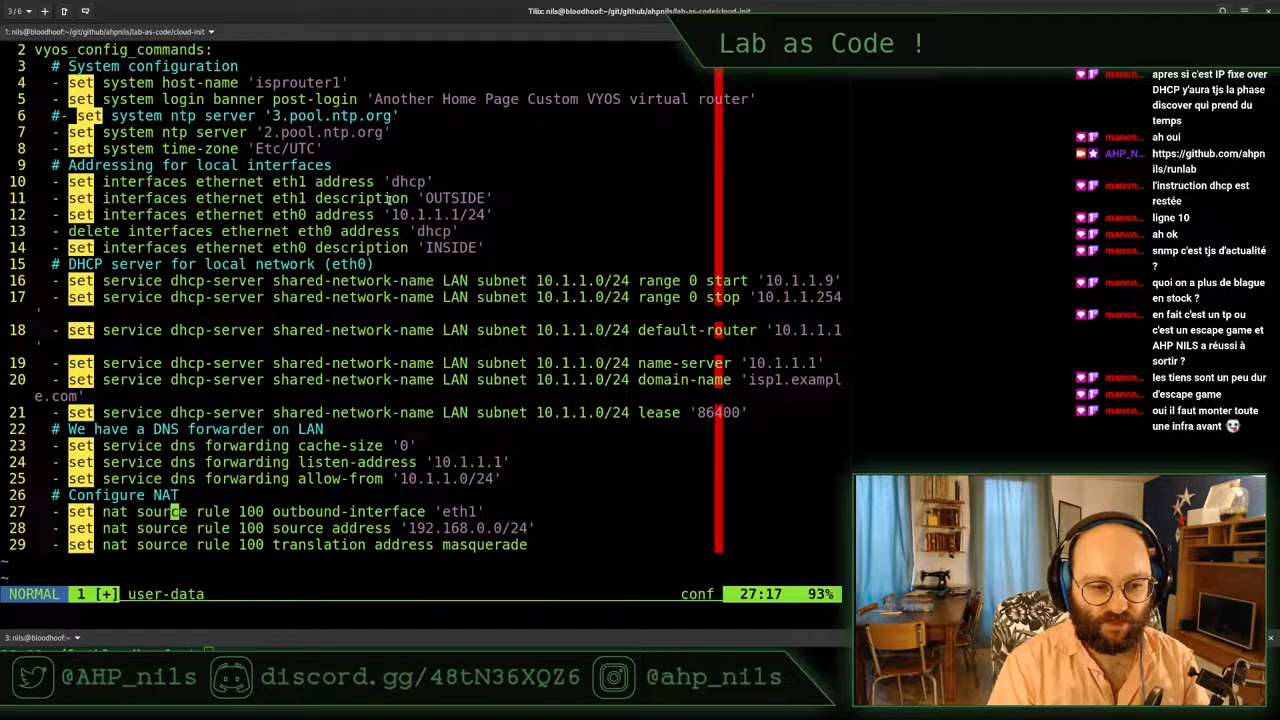 3/6
Tilix: nils@bloodhoof:~/git/github/ahpnils/lab-as-code/cloud-init
1: nils@bloodhoof:~/git/github/ahpnils/lab-as-code/cloud-init
Lab as Code !
2 vyos_config_commands:
3 # System configuration
4 - set system host-name 'isprouter1'
5 - set system login banner post-login 'Another Home Page Custom VYOS virtual router'
6 #- set system ntp server '3.pool.ntp.org'
7 - set system ntp server '2.pool.ntp.org'
8 - set system time-zone 'Etc/UTC'
9 # Addressing for local interfaces
10 - set interfaces ethernet eth1 address 'dhcp'
11 - set interfaces ethernet eth1 description 'OUTSIDE'
12 - set interfaces ethernet eth0 address '10.1.1.1/24'
13 - delete interfaces ethernet eth0 address 'dhcp'
14 - set interfaces ethernet eth0 description 'INSIDE'
15 # DHCP server for local network (eth0)
16 - set service dhcp-server shared-network-name LAN subnet 10.1.1.0/24 range 0 start '10.1.1.9'
17 - set service dhcp-server shared-network-name LAN subnet 10.1.1.0/24 range 0 stop '10.1.1.254
'
18 - set service dhcp-server shared-network-name LAN subnet 10.1.1.0/24 default-router '10.1.1.1
'
19 - set service dhcp-server shared-network-name LAN subnet 10.1.1.0/24 name-server '10.1.1.1'
20 - set service dhcp-server shared-network-name LAN subnet 10.1.1.0/24 domain-name 'isp1.exampl
e.com'
21 - set service dhcp-server shared-network-name LAN subnet 10.1.1.0/24 lease '86400'
22 # We have a DNS forwarder on LAN
23 - set service dns forwarding cache-size '0'
24 - set service dns forwarding listen-address '10.1.1.1'
25 - set service dns forwarding allow-from '10.1.1.0/24'
26 # Configure NAT
27 - set nat source rule 100 outbound-interface 'eth1'
28 - set nat source rule 100 source address '192.168.0.0/24'
29 - set nat source rule 100 translation address masquerade
~
~
NORMAL 1 [+] user-data conf 27:17 93%
3: nils@bloodhoof:~
manon... apres si c'est IP fixe over
DHCP y'aura tjs la phase
discover qui prend du
temps
manon... ah oui
AHP_N... https://github.com/ahpn
ils/runlab
manon... l'instruction dhcp est
restée
manon... ligne 10
manon... ah ok
manon... snmp c'est tjs d'actualité
?
manon... quoi on a plus de blague
en stock ?
manon... en fait c'est un tp ou
c'est un escape game et
AHP NILS a réussi à
sortir ?
manon... les tiens sont un peu dur
manon... d'escape game
manon... oui il faut monter toute
une infra avant
@AHP_nils
discord.gg/48tN36XQZ6
@ahp_nils